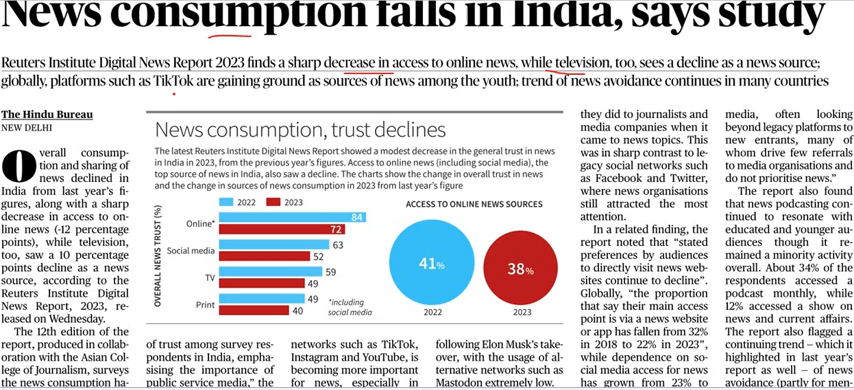 News consumption falls in India, says study
Reuters Institute Digital News Report 2023 finds a sharp decrease in access to online news, while television, too, sees a decline as a news source;
globally, platforms such as TikTok are gaining ground as sources of news among the youth; trend of news avoidance continues in many countries
The Hindu Bureau
NEW DELHI
Overall consump-
tion and sharing of
news declined in
India from last year's fi-
gures, along with a sharp
decrease in access to on-
line news (-12 percentage
points), while television,
too, saw a 10 percentage
points decline as a news
source, according to the
Reuters Institute Digital
News Report, 2023, re-
leased on Wednesday.
The 12th edition of the
report, produced in collab-
oration with the Asian Col-
lege of Journalism, surveys
the news consumption ha-
News consumption, trust declines
The latest Reuters Institute Digital News Report showed a modest decrease in the general trust in news
in India in 2023, from the previous year's figures. Access to online news (including social media), the
top source of news in India, also saw a decline. The charts show the change in overall trust in news
and the change in sources of news consumption in 2023 from last year's figure
OVERALL NEWS TRUST (%)
2022 2023
Online* 84
72
Social media 63
52
TV 59
49
Print 49
40
*including
social media
ACCESS TO ONLINE NEWS SOURCES
41% 38%
2022 2023
of trust among survey res-
pondents in India, emphas-
ising the importance of
public service media," the
networks such as TikTok,
Instagram and YouTube, is
becoming more important
for news, especially in
following Elon Musk's take-
over, with the usage of al-
ternative networks such as
Mastodon extremely low.
they did to journalists and
media companies when it
came to news topics. This
was in sharp contrast to le-
gacy social networks such
as Facebook and Twitter,
where news organisations
still attracted the most
attention.
In a related finding, the
report noted that "stated
preferences by audiences
to directly visit news web-
sites continue to decline".
Globally, "the proportion
that say their main access
point is via a news website
or app has fallen from 32%
in 2018 to 22% in 2023",
while dependence on so-
cial media access for news
has grown from 23% to
media, often looking
beyond legacy platforms to
new entrants, many of
whom drive few referrals
to media organisations and
do not prioritise news."
The report also found
that news podcasting con-
tinued to resonate with
educated and younger au-
diences though it re-
mained a minority activity
overall. About 34% of the
respondents accessed a
podcast monthly, while
12% accessed a show on
news and current affairs.
The report also flagged a
continuing trend – which it
highlighted in last year's
report as well – of news
avoidance (partly for men